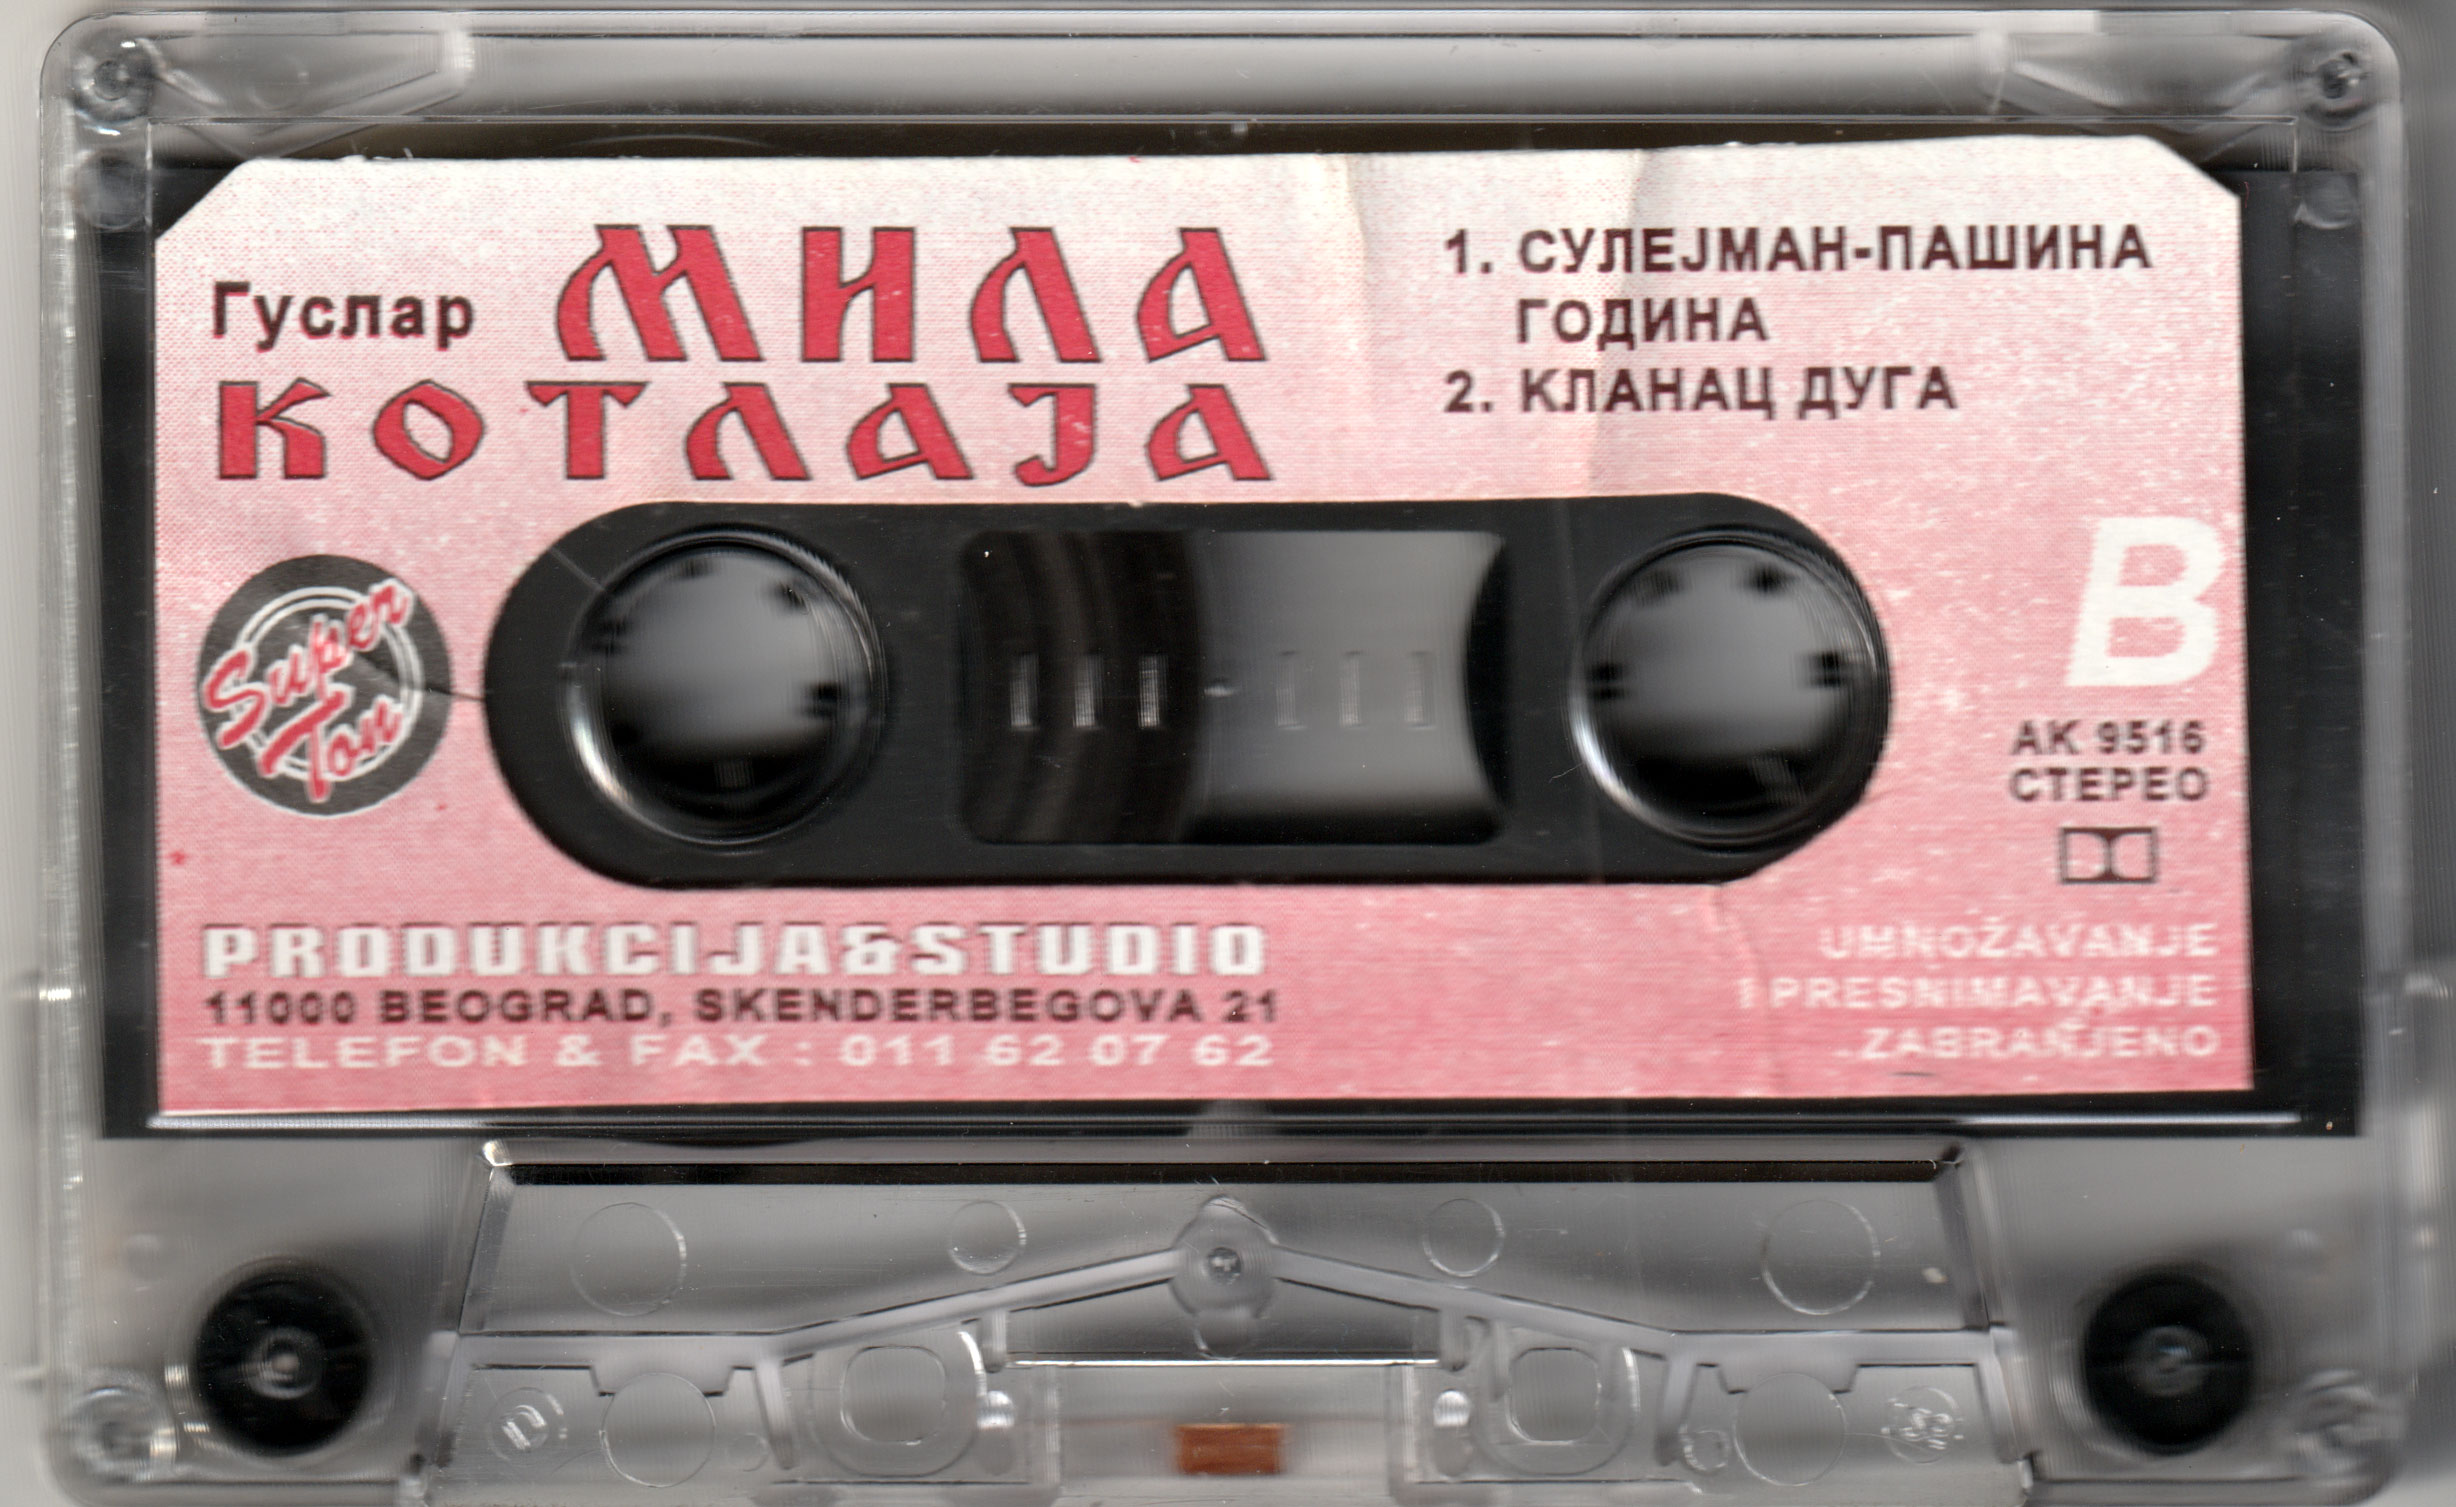 Гуслар МИЛА
КОТЛАЈА
1. СУЛЕЈМАН-ПАШИНА
ГОДИНА
2. КЛАНАЦ ДУГА
Super
Ton
B
АК 9516
СТЕРЕО
PRODUKCIJA&STUDIO
11000 BEOGRAD, SKENDERBEGOVA 21
TELEFON & FAX : 011 62 07 62
UMNOŽAVANJE
I PRESNIMAVANJE
ZABRANJENO